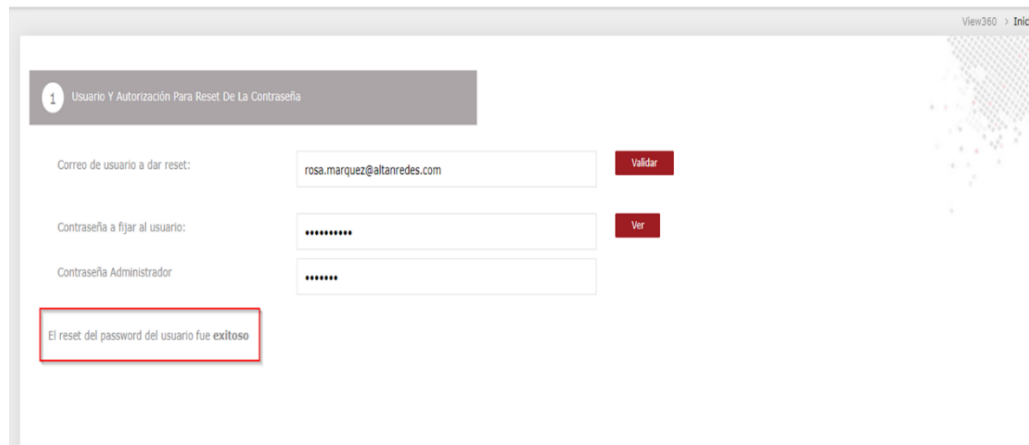 View360 > Inic
1 Usuario Y Autorización Para Reset De La Contraseña
Correo de usuario a dar reset: rosa.marquez@altanredes.com Validar
Contraseña a fijar al usuario: •••••••••• Ver
Contraseña Administrador •••••••
El reset del password del usuario fue exitoso